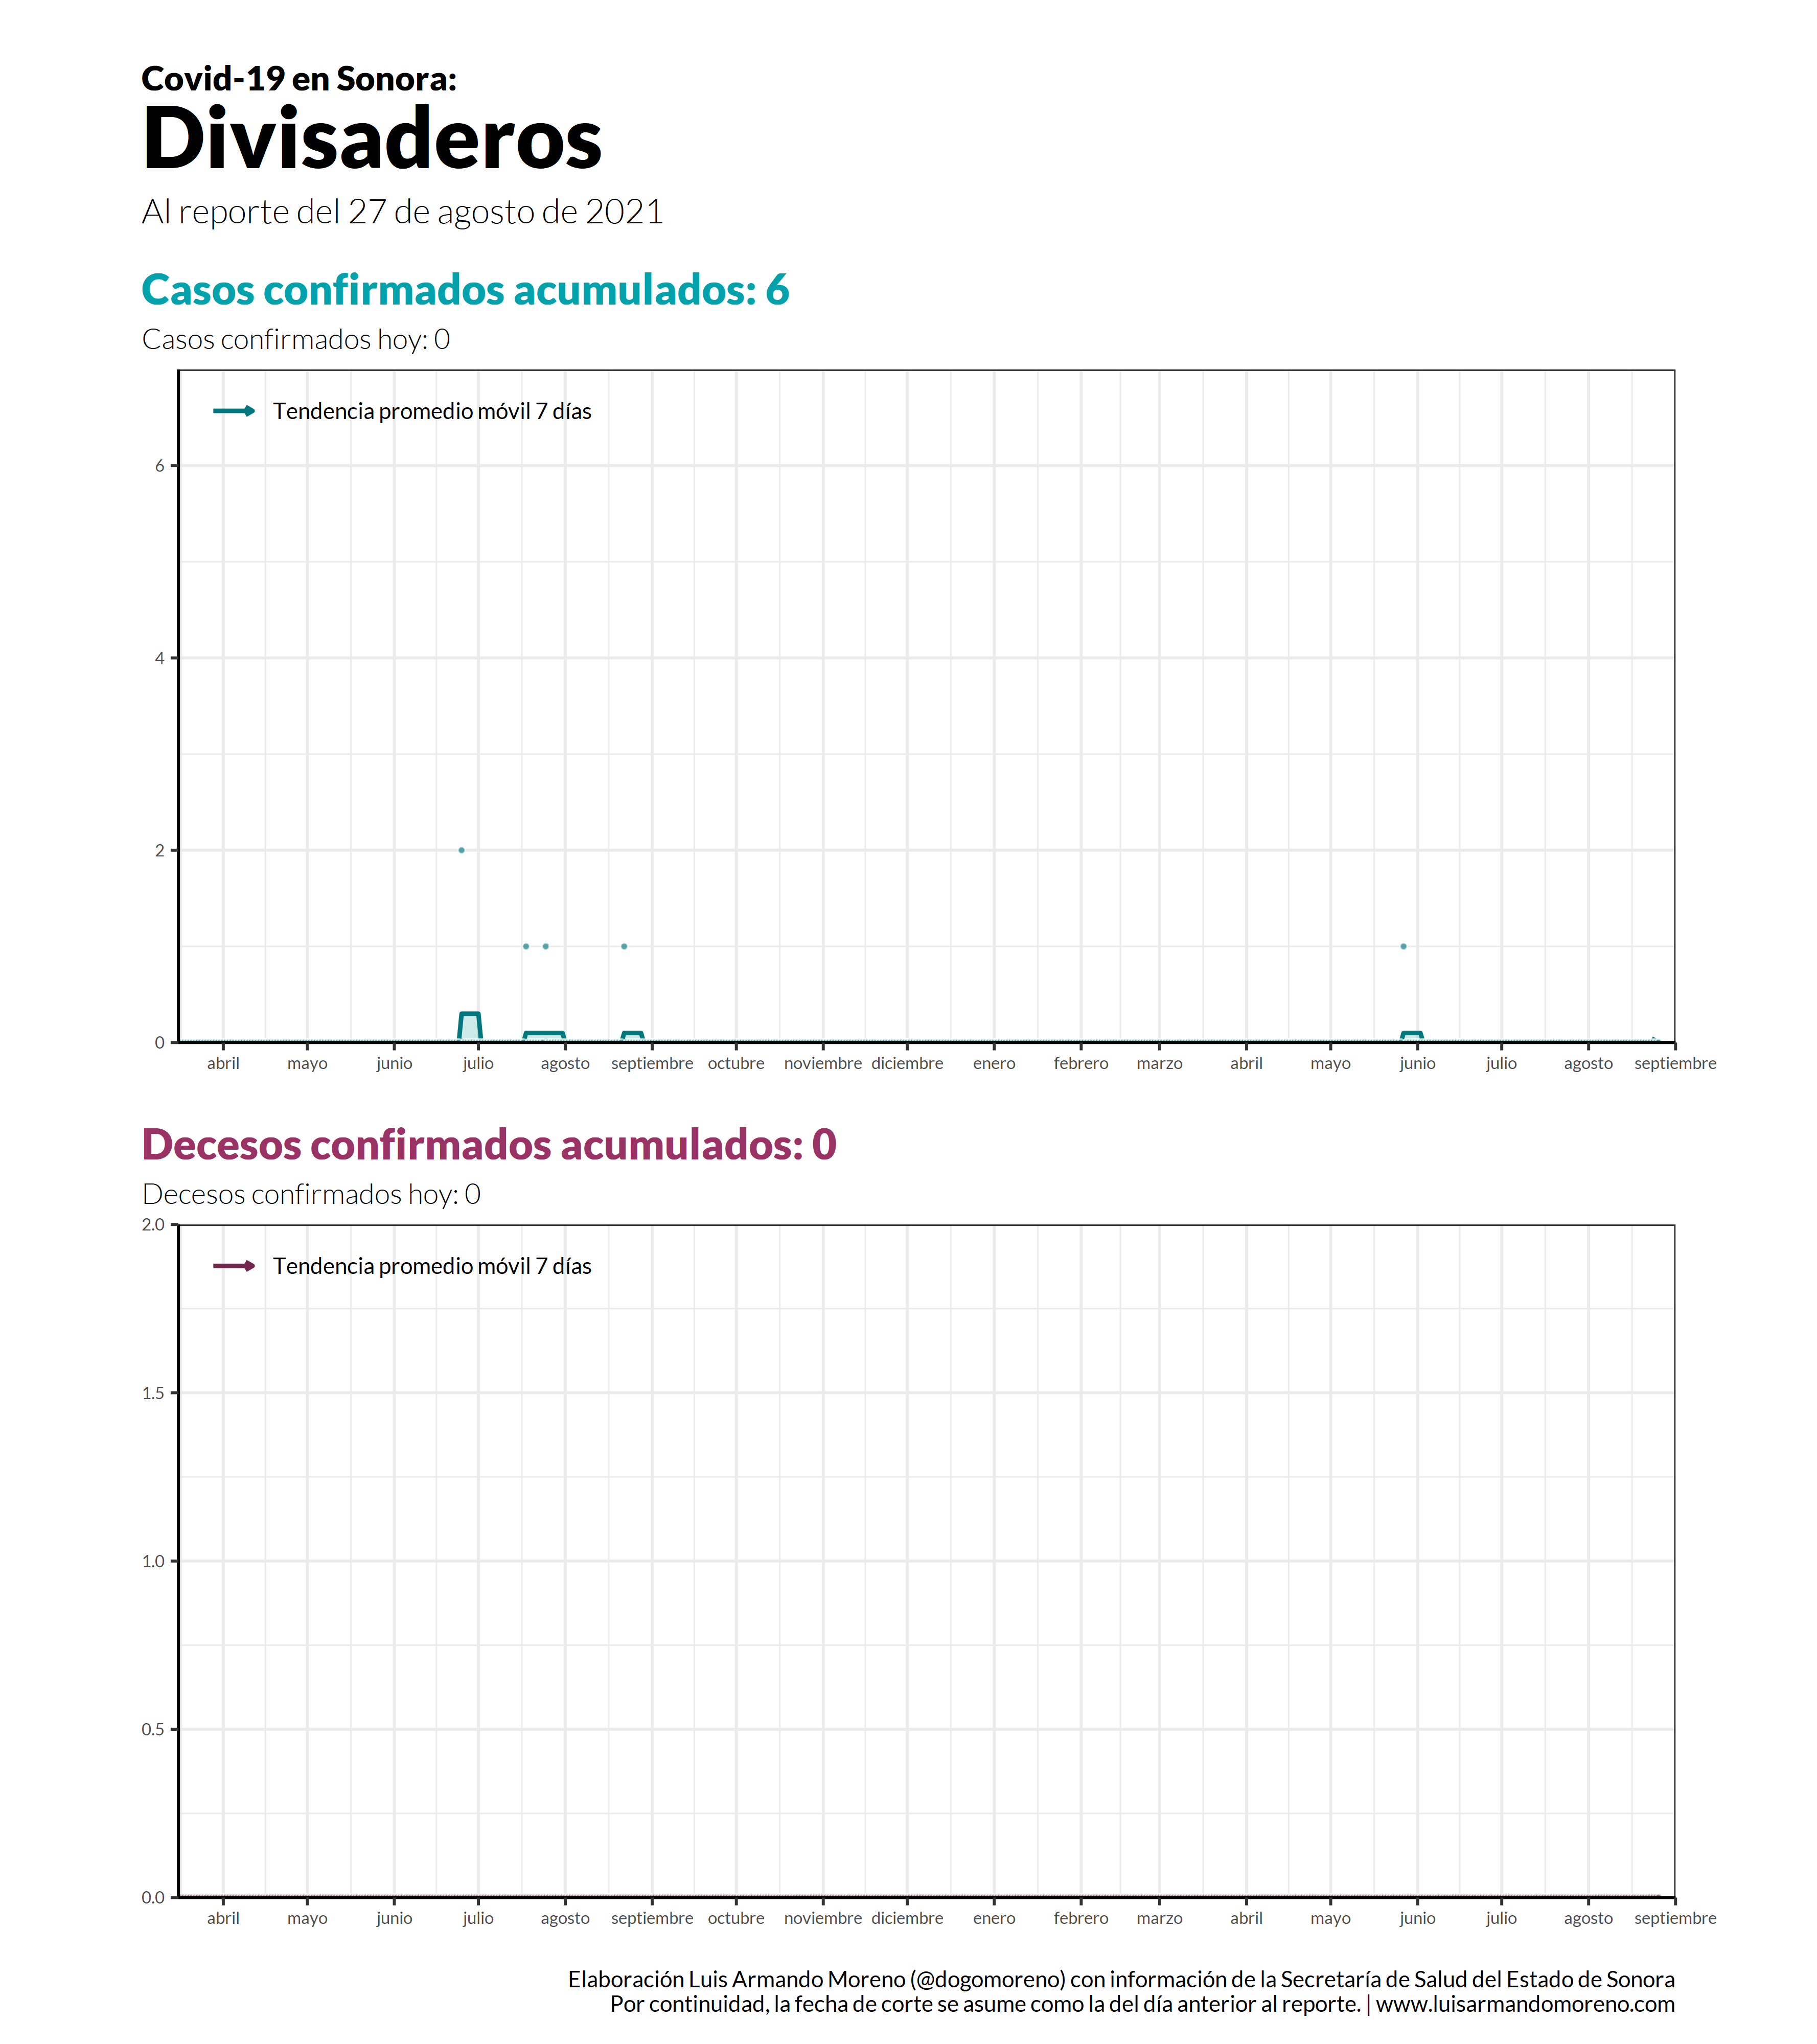 Covid-19 en Sonora:
Divisaderos
Al reporte del 27 de agosto de 2021
Casos confirmados acumulados: 6
Casos confirmados hoy: 0
Tendencia promedio móvil 7 días
6
4
2
0
abril mayo junio julio agosto septiembre octubre noviembre diciembre enero febrero marzo abril mayo junio julio agosto septiembre
Decesos confirmados acumulados: 0
Decesos confirmados hoy: 0
2.0
Tendencia promedio móvil 7 días
1.5
1.0
0.5
0.0
abril mayo junio julio agosto septiembre octubre noviembre diciembre enero febrero marzo abril mayo junio julio agosto septiembre
Elaboración Luis Armando Moreno (@dogomoreno) con información de la Secretaría de Salud del Estado de Sonora
Por continuidad, la fecha de corte se asume como la del día anterior al reporte. | www.luisarmandomoreno.com